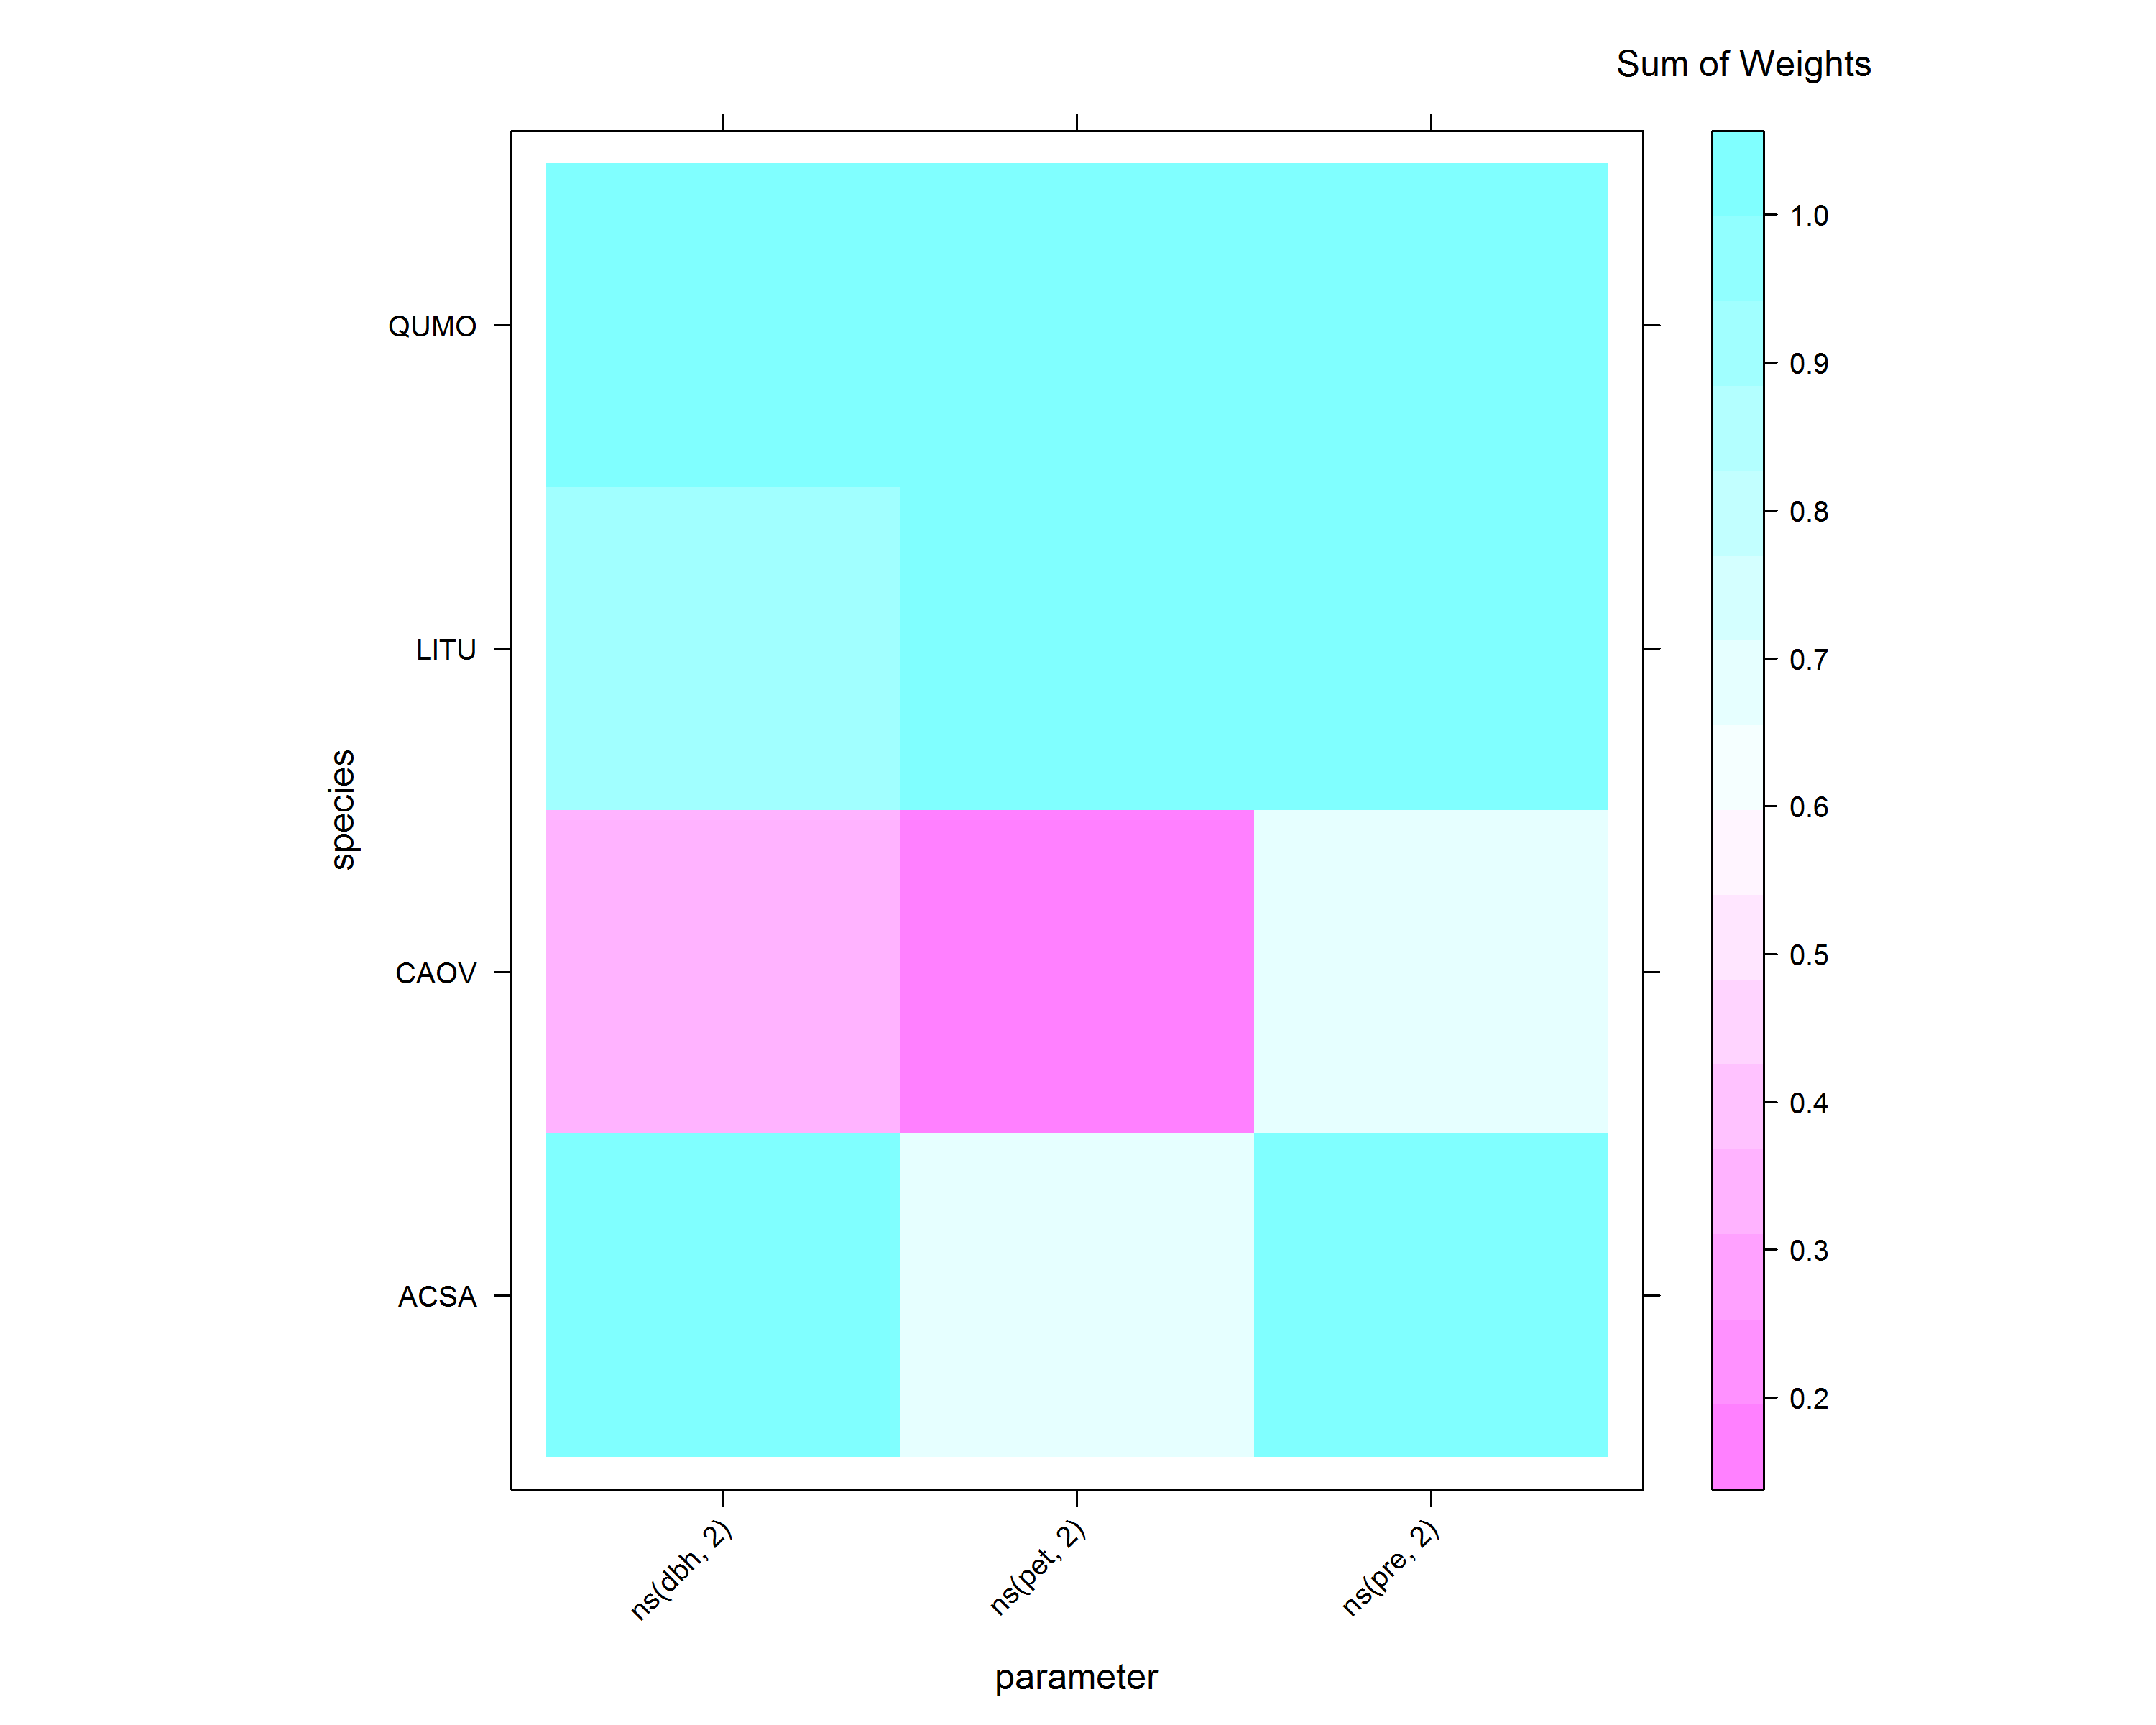 Sum of Weights
1.0
0.9
0.8
0.7
0.6
0.5
0.4
0.3
0.2
QUMO
LITU
CAOV
ACSA
species
ns(dbh, 2)
ns(pet, 2)
ns(pre, 2)
parameter